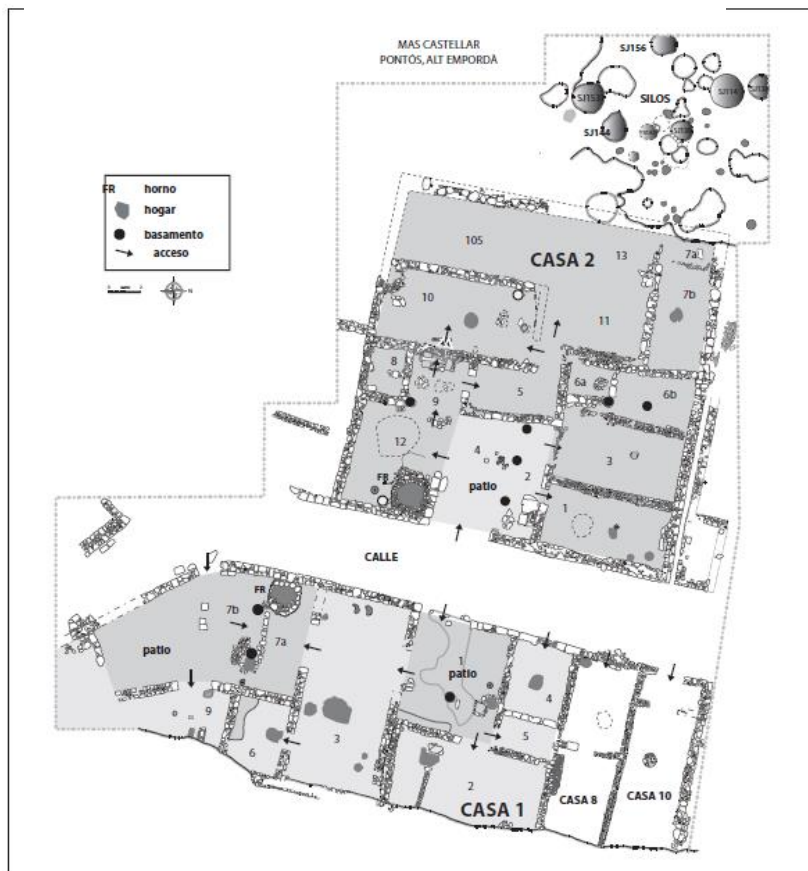 MAS CASTELLAR
PONTÓS, ALT EMPORDÀ
SJ156
SJ153
SJ114
SILOS
SJ144
FR horno
hogar
basamento
acceso
N
105
CASA 2
13
7a
7b
10
11
8
9
5
6a
6b
12
4
2
3
patio
FR
1
CALLE
FR
7b
7a
patio
1
patio
4
9
6
3
5
2
CASA 1
CASA 8
CASA 10